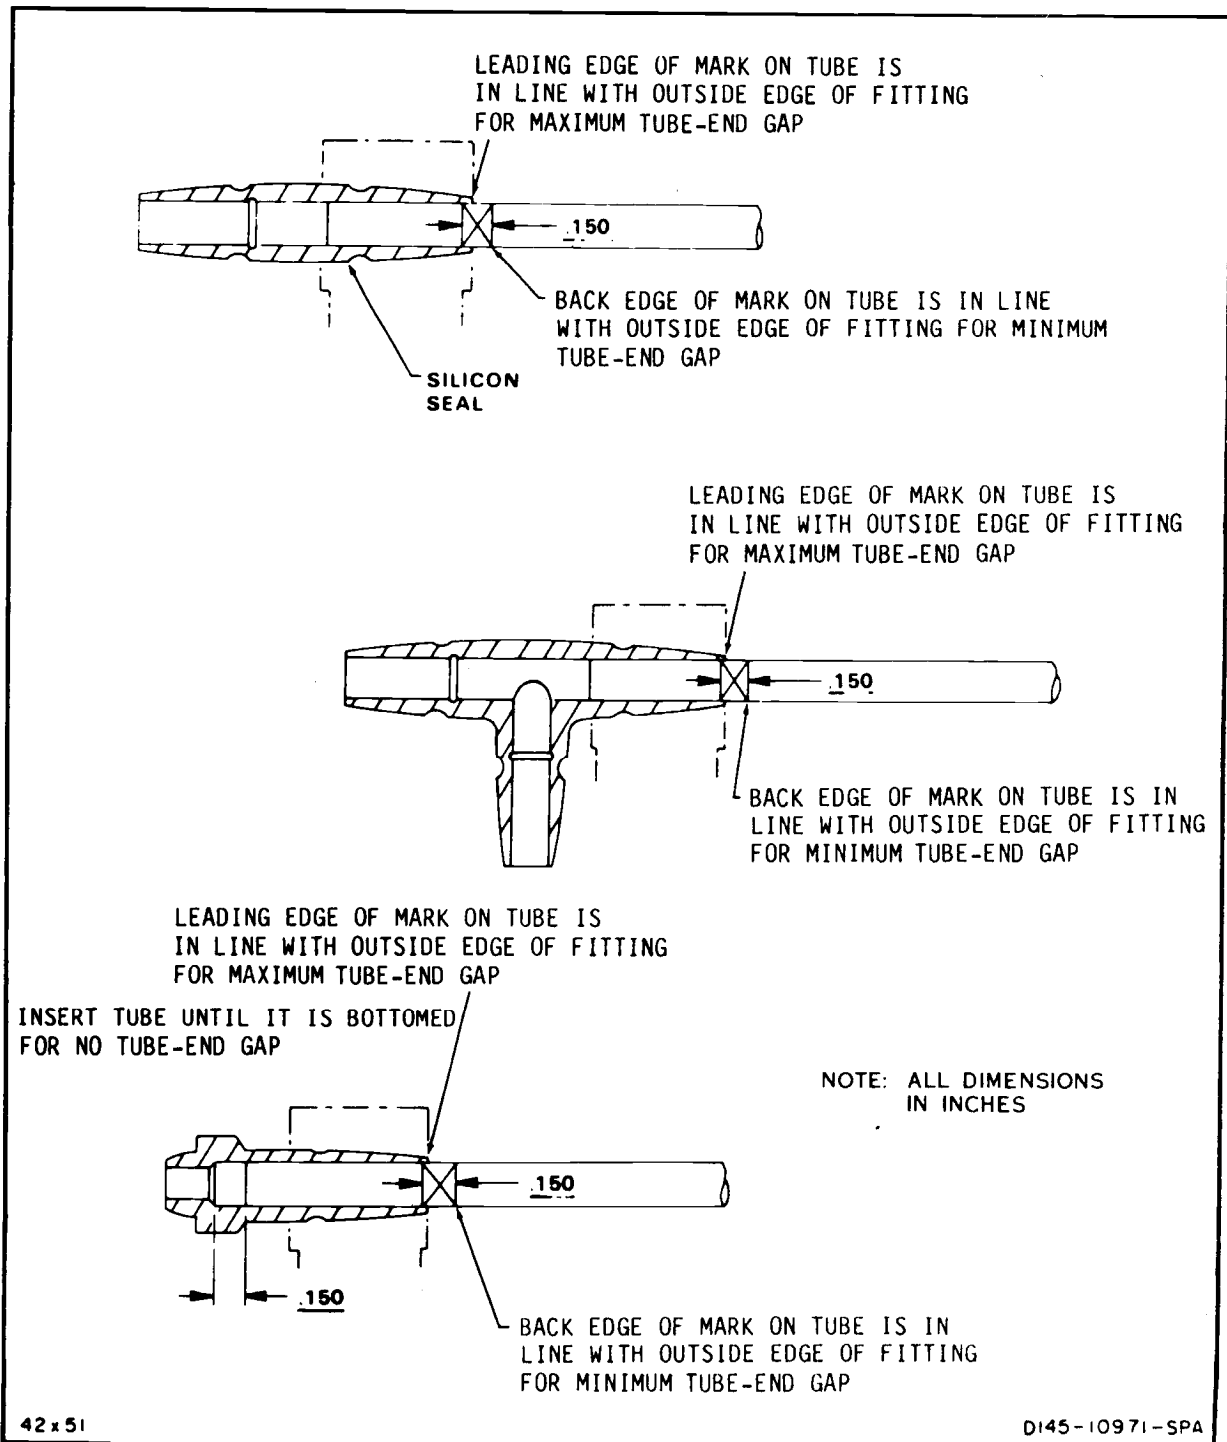 LEADING EDGE OF MARK ON TUBE IS
IN LINE WITH OUTSIDE EDGE OF FITTING
FOR MAXIMUM TUBE-END GAP
.150
BACK EDGE OF MARK ON TUBE IS IN LINE
WITH OUTSIDE EDGE OF FITTING FOR MINIMUM
TUBE-END GAP
SILICON
SEAL
LEADING EDGE OF MARK ON TUBE IS
IN LINE WITH OUTSIDE EDGE OF FITTING
FOR MAXIMUM TUBE-END GAP
.150
BACK EDGE OF MARK ON TUBE IS IN
LINE WITH OUTSIDE EDGE OF FITTING
FOR MINIMUM TUBE-END GAP
LEADING EDGE OF MARK ON TUBE IS
IN LINE WITH OUTSIDE EDGE OF FITTING
FOR MAXIMUM TUBE-END GAP
INSERT TUBE UNTIL IT IS BOTTOMED
FOR NO TUBE-END GAP
NOTE: ALL DIMENSIONS
IN INCHES
.150
.150
BACK EDGE OF MARK ON TUBE IS IN
LINE WITH OUTSIDE EDGE OF FITTING
FOR MINIMUM TUBE-END GAP
42x51
D145-10971-SPA